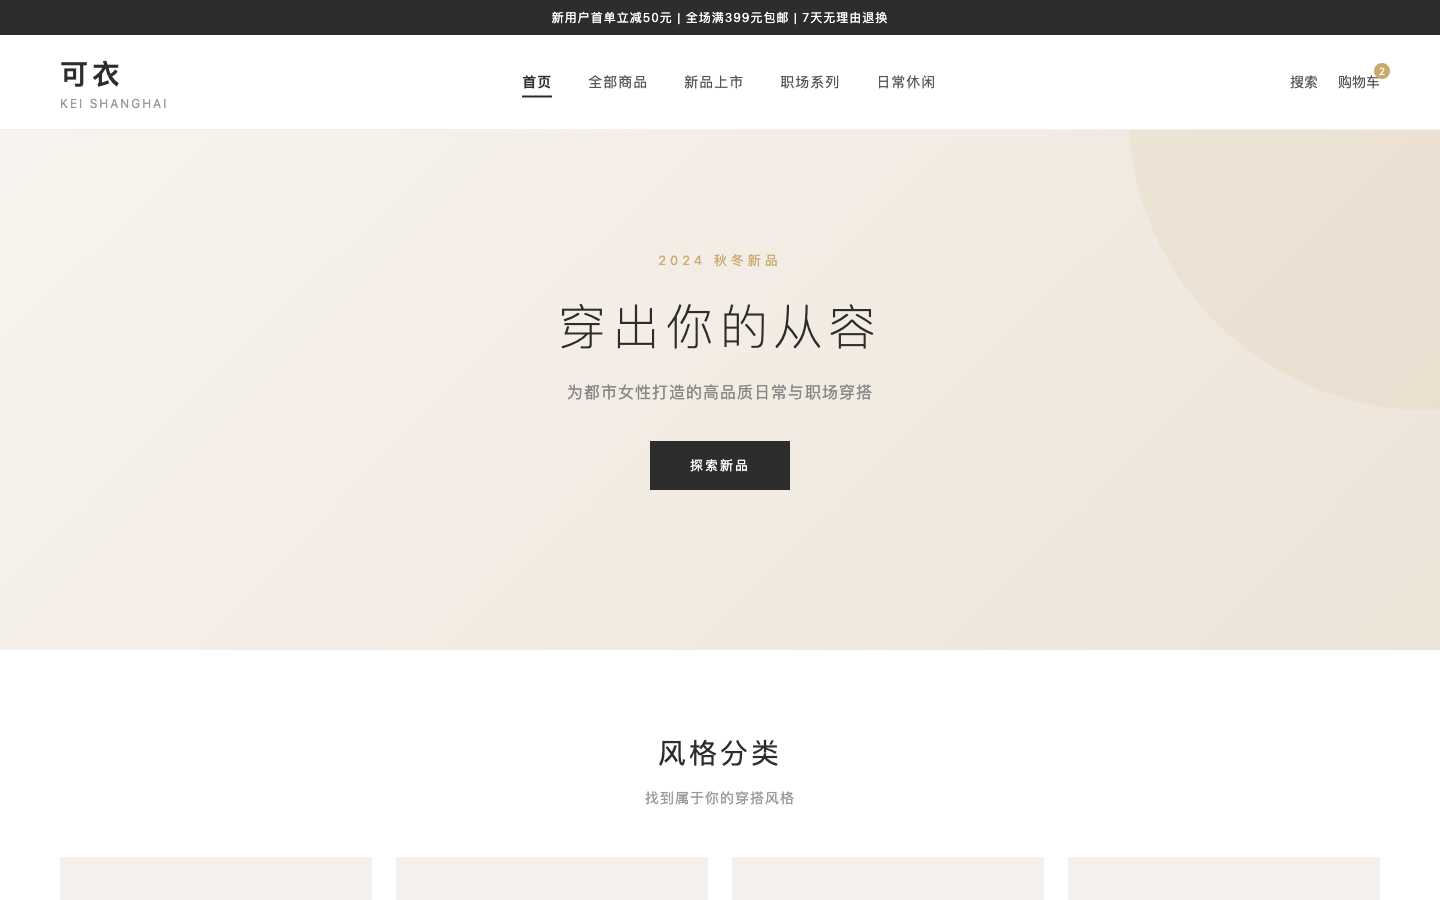 新用户首单立减50元 | 全场满399元包邮 | 7天无理由退换
可衣
KEI SHANGHAI
首页 全部商品 新品上市 职场系列 日常休闲
搜索 购物车 2
2024 秋冬新品
穿出你的从容
为都市女性打造的高品质日常与职场穿搭
探索新品
风格分类
找到属于你的穿搭风格